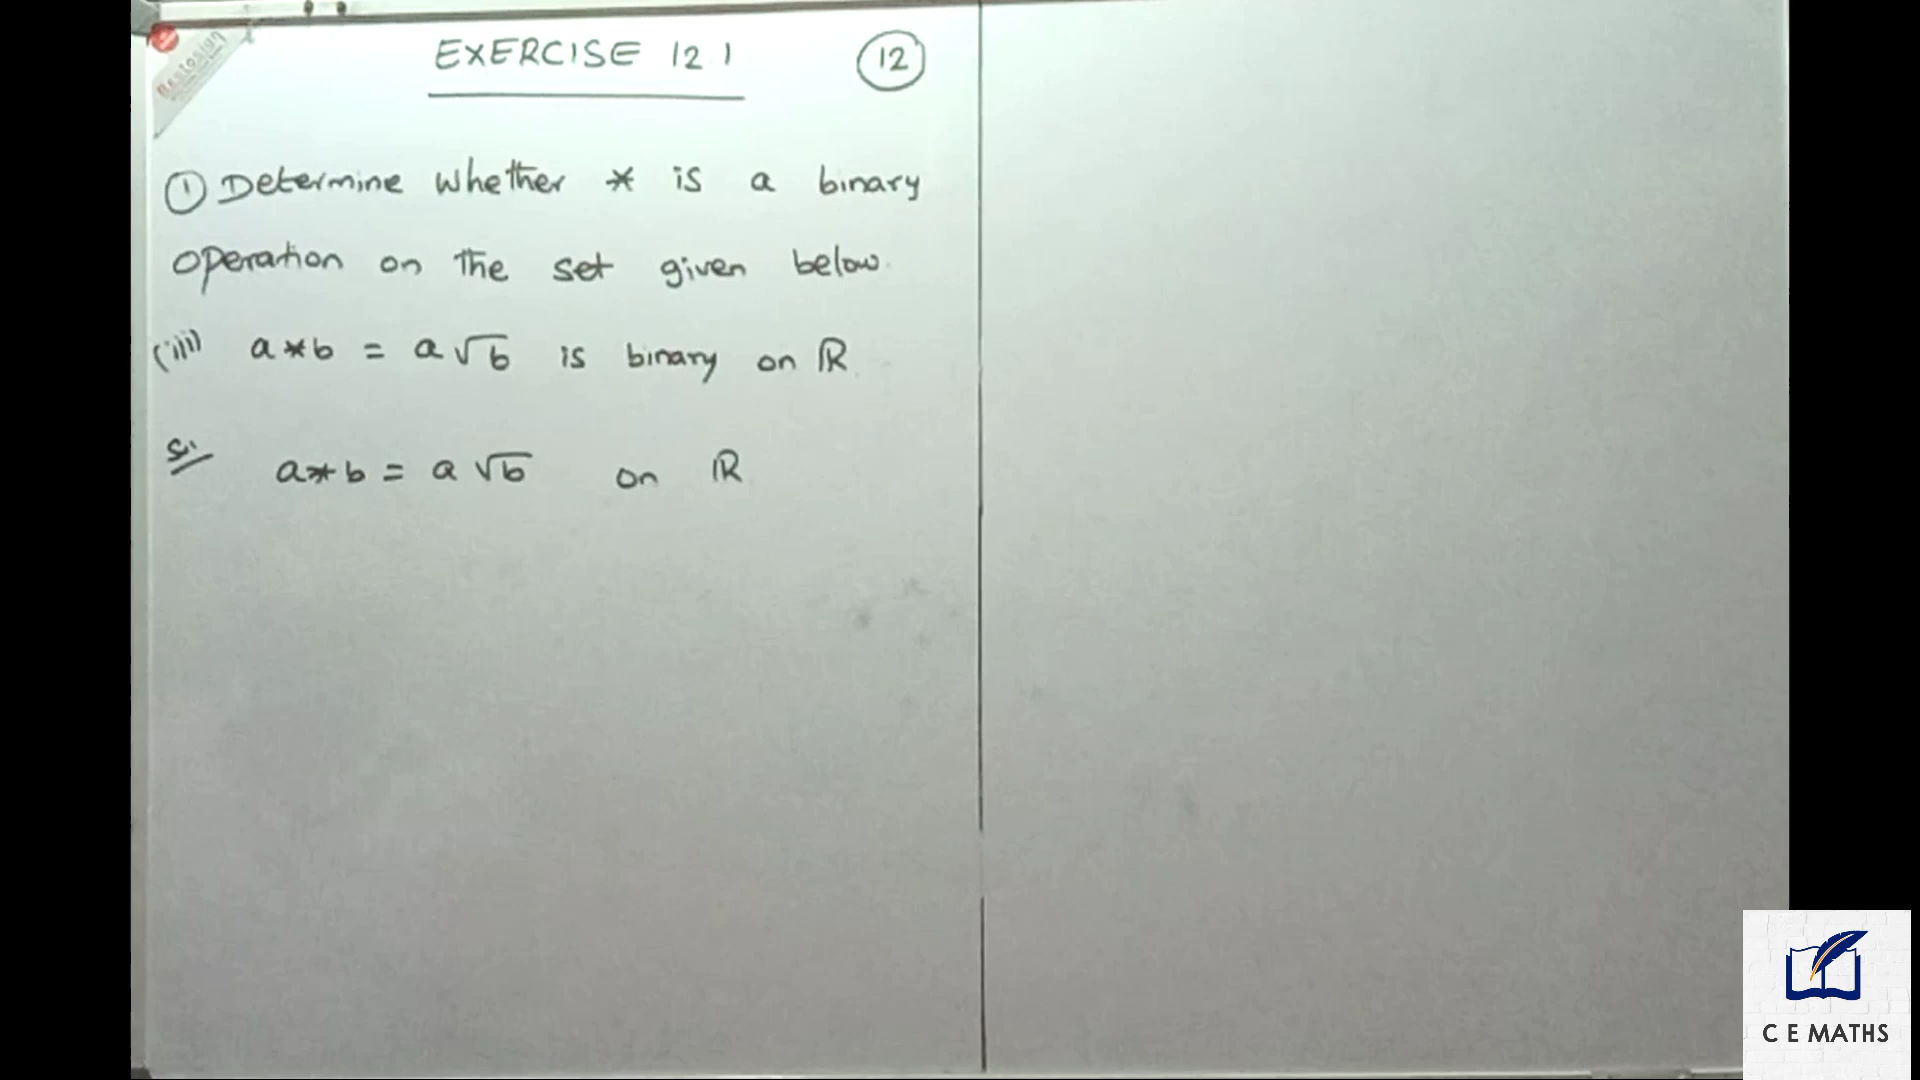 Bestosign
EXERCISE 12 1
12
① Determine whether * is a binary
operation on the set given below.
(iii) a * b = a √b is binary on ℝ.
a * b = a √b on ℝ
C E MATHS